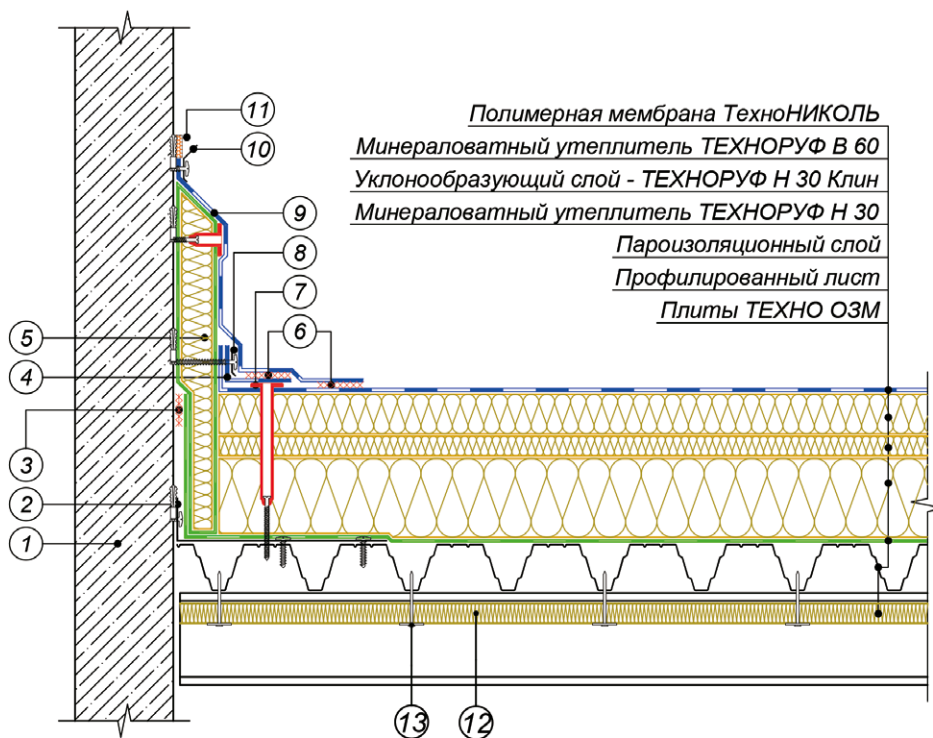 11
Полимерная мембрана ТехноНИКОЛЬ
10
Минераловатный утеплитель ТЕХНОРУФ В 60
Уклонообразующий слой - ТЕХНОРУФ Н 30 Клин
9
Минераловатный утеплитель ТЕХНОРУФ Н 30
8
Пароизоляционный слой
7
Профилированный лист
6
Плиты ТЕХНО ОЗМ
5
4
3
2
1
13
12